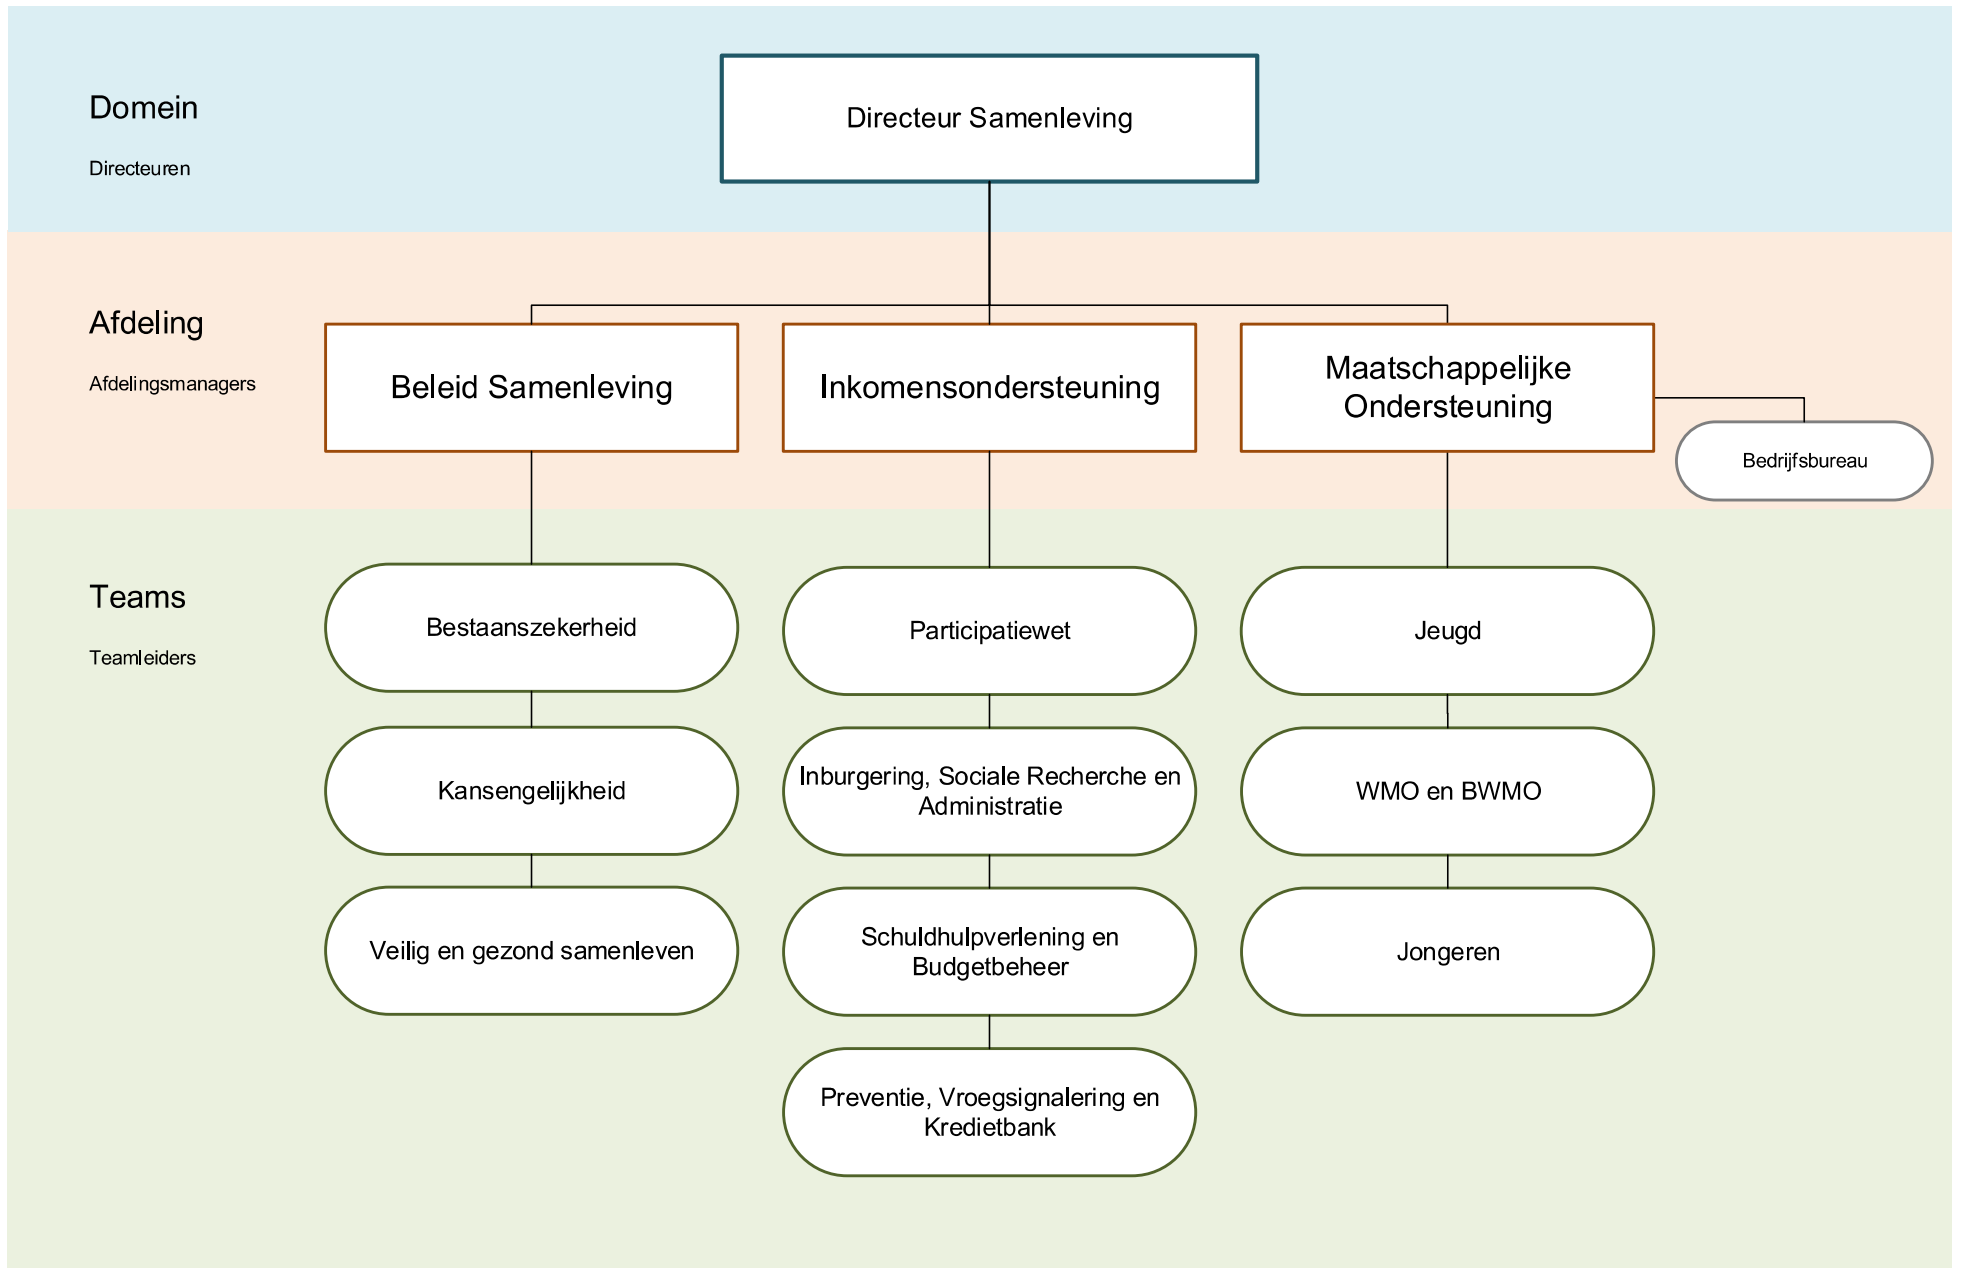 Domein
Directeuren
Directeur Samenleving
Afdeling
Afdelingsmanagers
Beleid Samenleving
Inkomensondersteuning
Maatschappelijke
Ondersteuning
Bedrijfsbureau
Teams
Teamleiders
Bestaanszekerheid
Kansengelijkheid
Veilig en gezond samenleven
Participatiewet
Inburgering, Sociale Recherche en
Administratie
Schuldhulpverlening en
Budgetbeheer
Preventie, Vroegsignalering en
Kredietbank
Jeugd
WMO en BWMO
Jongeren